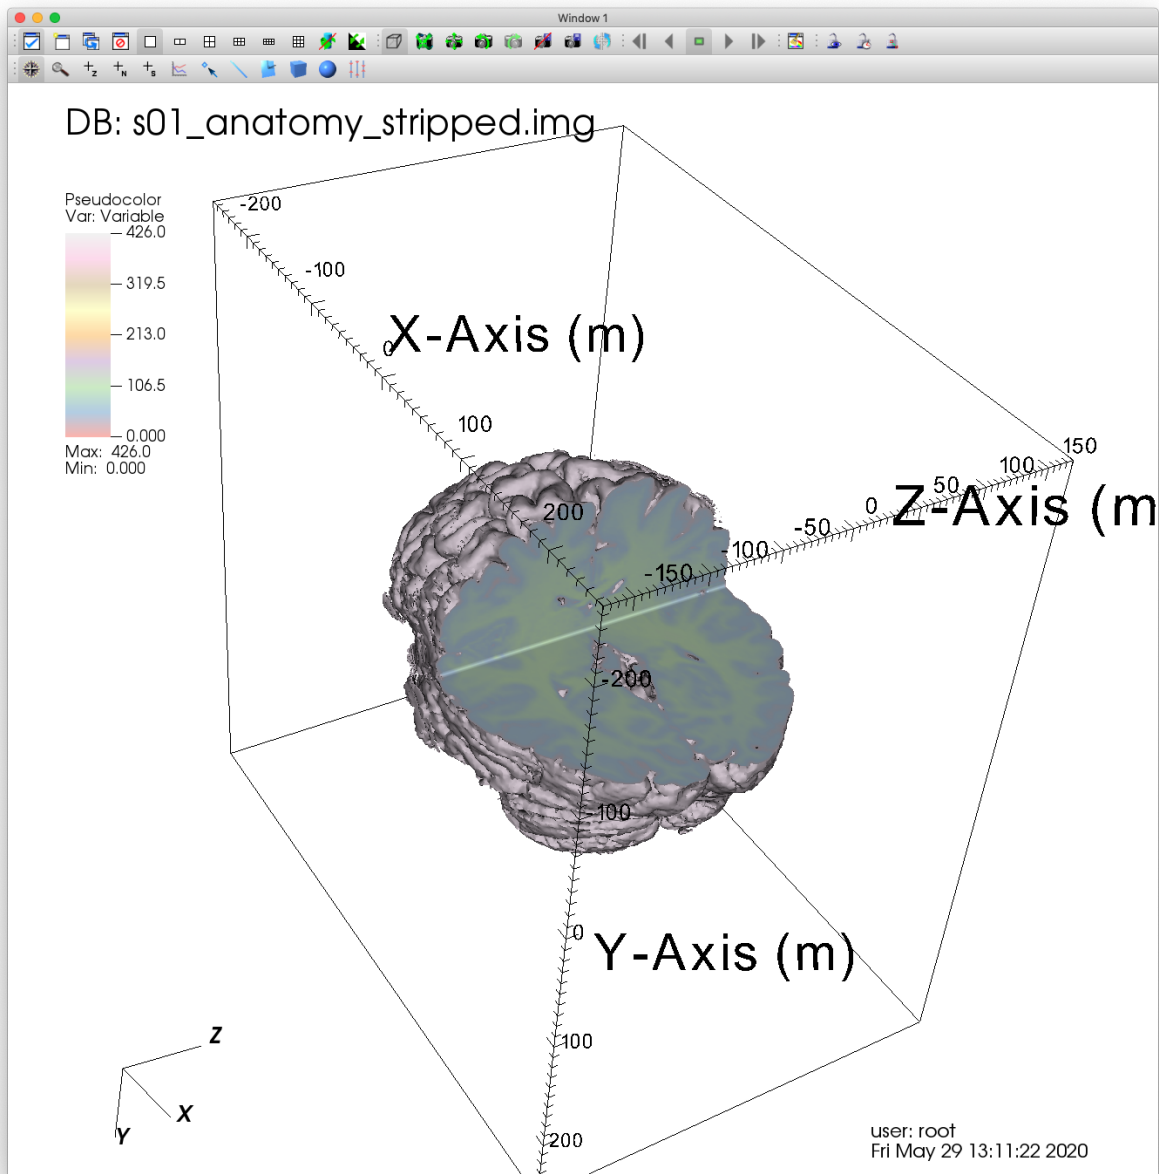 Window 1
DB: s01_anatomy_stripped.img
Pseudocolor
Var: Variable
426.0
319.5
213.0
106.5
0.000
Max: 426.0
Min: 0.000
-200
-100
0
X-Axis (m)
100
200
150
100
50
0
Z-Axis (m
-50
-100
-150
-200
-100
0
Y-Axis (m)
100
200
Z
X
Y
user: root
Fri May 29 13:11:22 2020